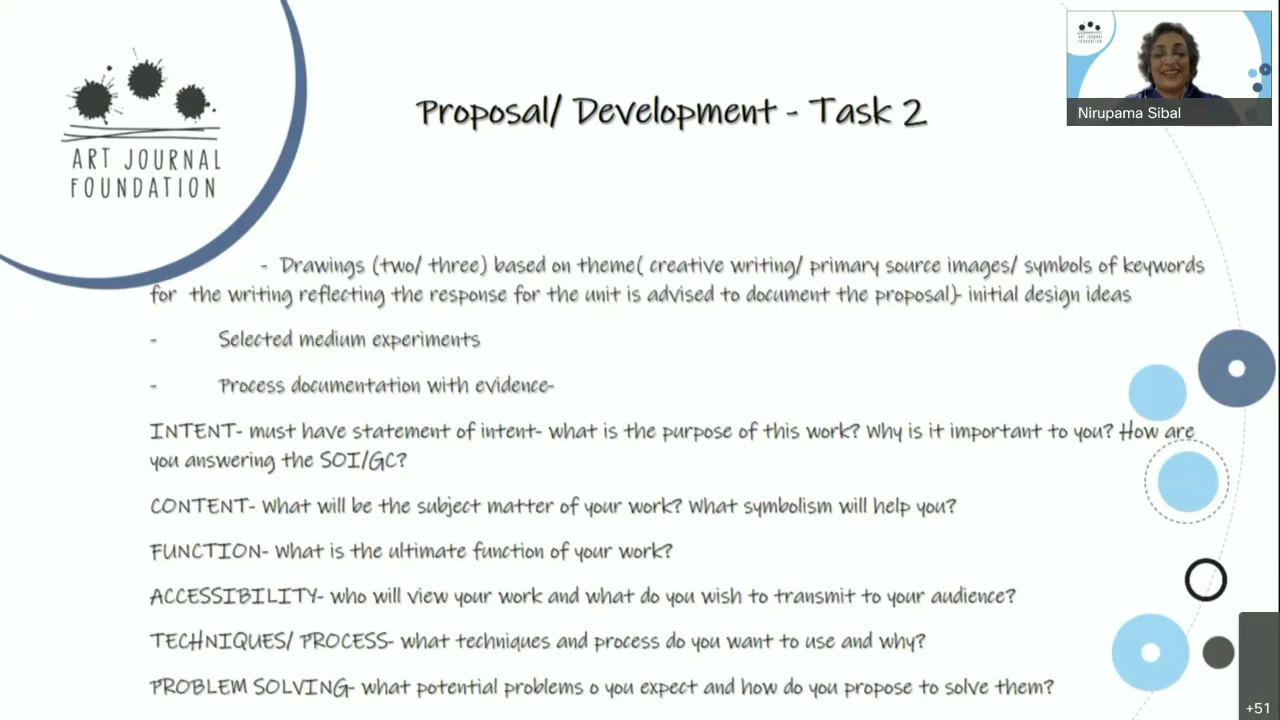 ART JOURNAL
FOUNDATION
Proposal/ Development - Task 2
Nirupama Sibal
- Drawings (two/ three) based on theme( creative writing/ primary source images/ symbols of keywords
for the writing reflecting the response for the unit is advised to document the proposal)- initial design ideas
- Selected medium experiments
- Process documentation with evidence-
INTENT- must have statement of intent- what is the purpose of this work? Why is it important to you? How are
you answering the SOI/GC?
CONTENT- What will be the subject matter of your work? What symbolism will help you?
FUNCTION- What is the ultimate function of your work?
ACCESSIBILITY- who will view your work and what do you wish to transmit to your audience?
TECHNIQUES/ PROCESS- what techniques and process do you want to use and why?
PROBLEM SOLVING- what potential problems o you expect and how do you propose to solve them?
+51